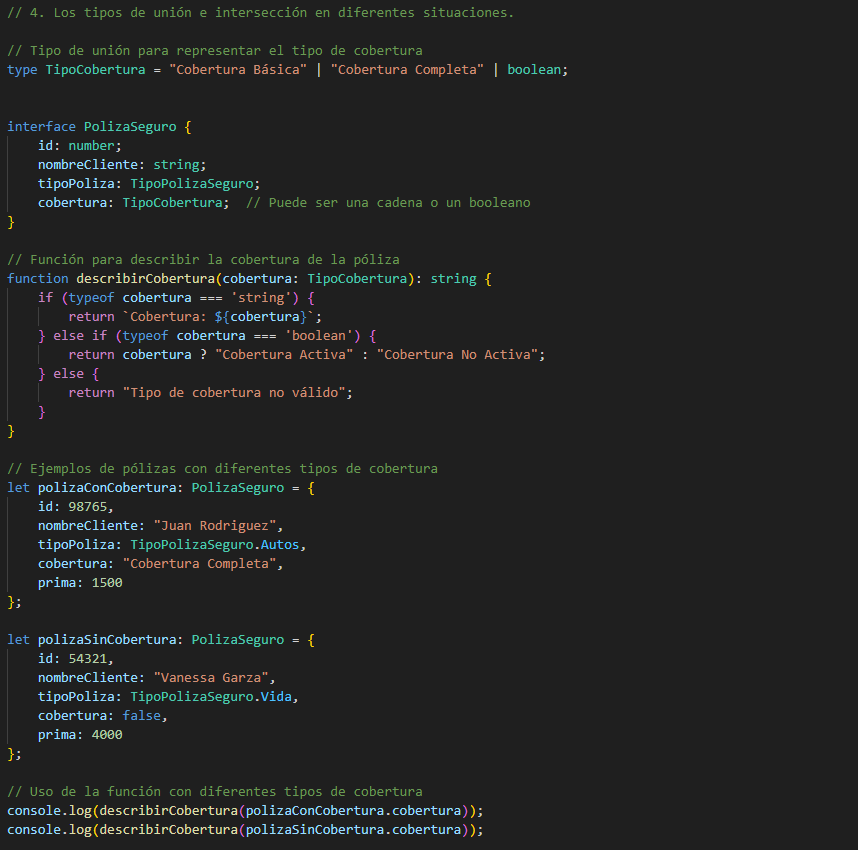 // 4. Los tipos de unión e intersección en diferentes situaciones.
// Tipo de unión para representar el tipo de cobertura
type TipoCobertura = "Cobertura Básica" | "Cobertura Completa" | boolean;
interface PolizaSeguro {
    id: number;
    nombreCliente: string;
    tipoPoliza: TipoPolizaSeguro;
    cobertura: TipoCobertura;  // Puede ser una cadena o un booleano
}
// Función para describir la cobertura de la póliza
function describirCobertura(cobertura: TipoCobertura): string {
    if (typeof cobertura === 'string') {
        return `Cobertura: ${cobertura}`;
    } else if (typeof cobertura === 'boolean') {
        return cobertura ? "Cobertura Activa" : "Cobertura No Activa";
    } else {
        return "Tipo de cobertura no válido";
    }
}
// Ejemplos de pólizas con diferentes tipos de cobertura
let polizaConCobertura: PolizaSeguro = {
    id: 98765,
    nombreCliente: "Juan Rodriguez",
    tipoPoliza: TipoPolizaSeguro.Autos,
    cobertura: "Cobertura Completa",
    prima: 1500
};
let polizaSinCobertura: PolizaSeguro = {
    id: 54321,
    nombreCliente: "Vanessa Garza",
    tipoPoliza: TipoPolizaSeguro.Vida,
    cobertura: false,
    prima: 4000
};
// Uso de la función con diferentes tipos de cobertura
console.log(describirCobertura(polizaConCobertura.cobertura));
console.log(describirCobertura(polizaSinCobertura.cobertura));